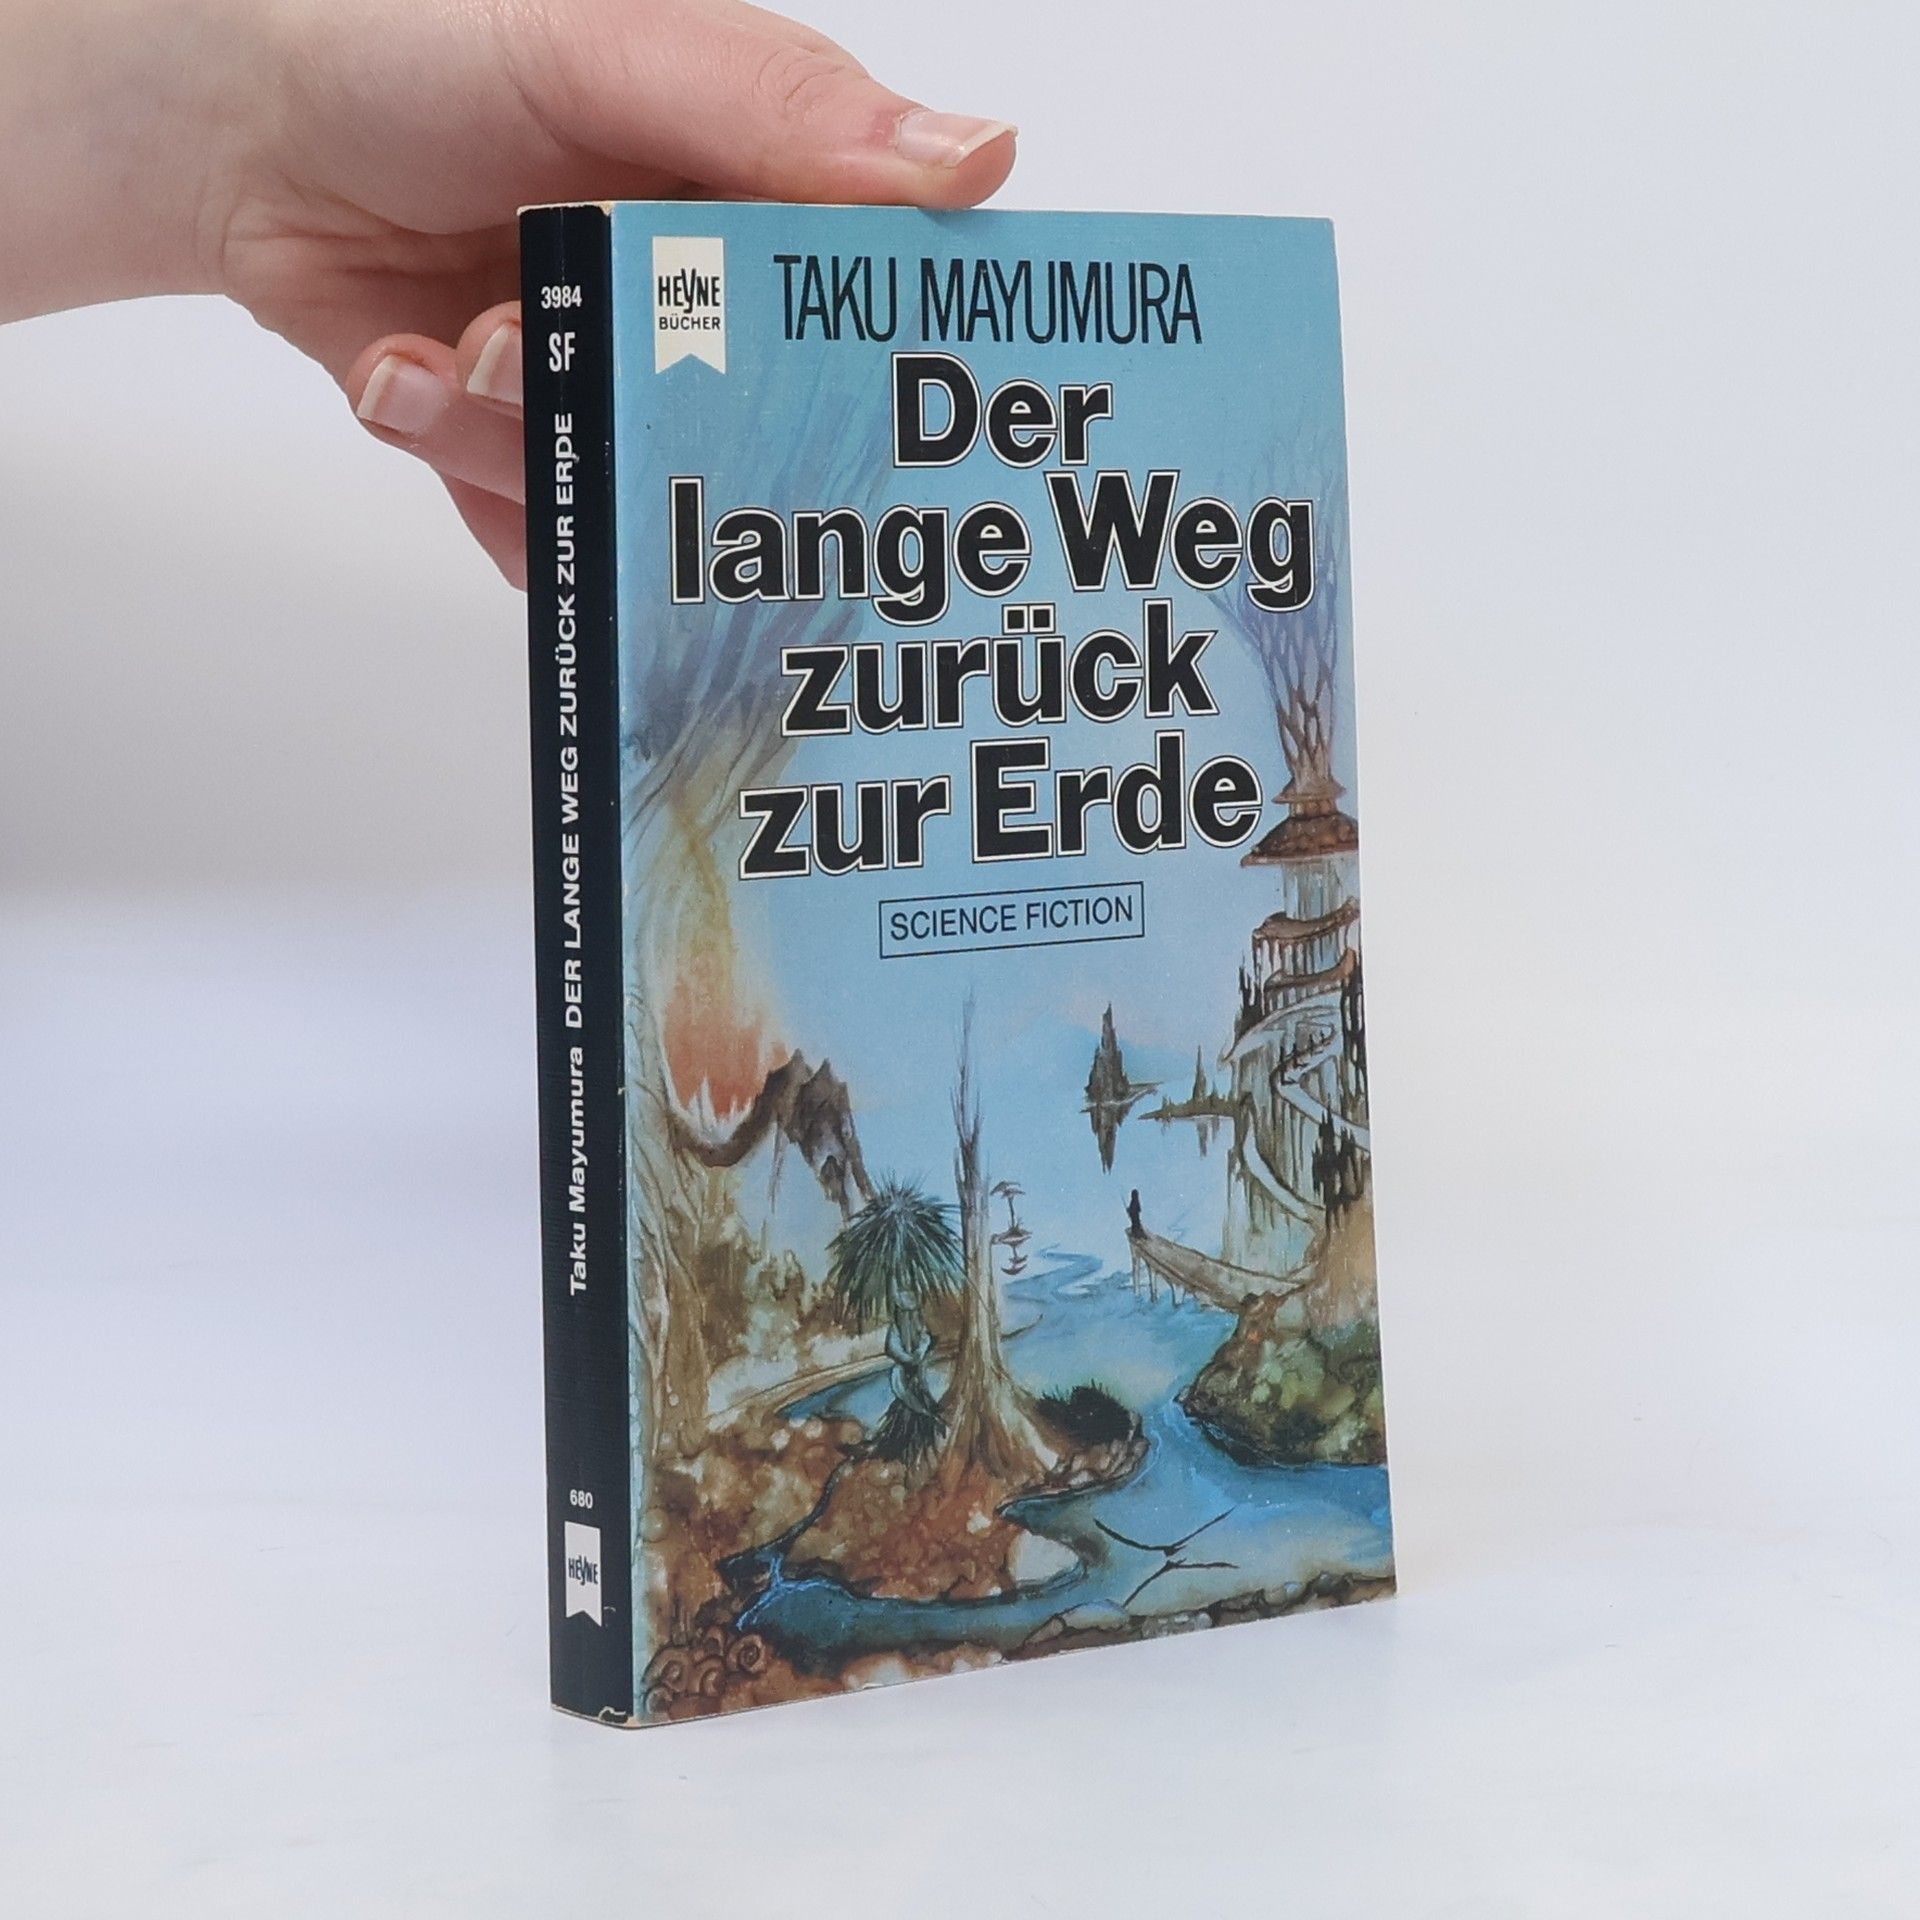 HEYNE
BÜCHER
TAKU MAYUMURA
Der
lange Weg
zurück
zur Erde
SCIENCE FICTION
3984
SF
Taku Mayumura DER LANGE WEG ZURÜCK ZUR ERDE
680
HEYNE